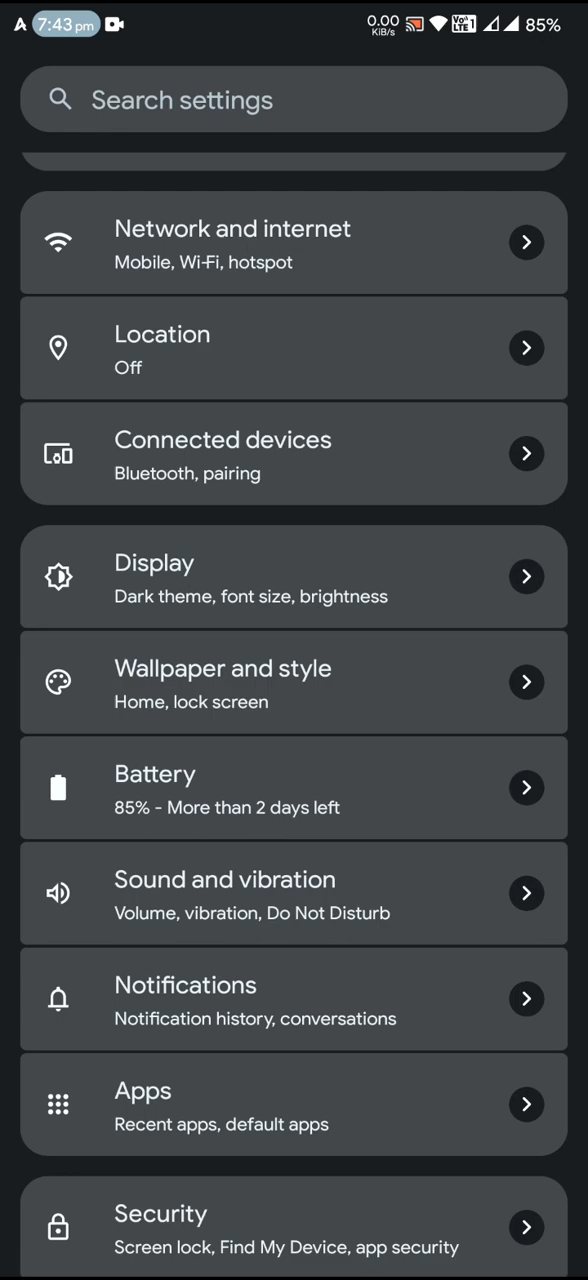 7:43 pm 0.00 KiB/s Vo LTE 1 85%
Search settings
Network and internet
Mobile, Wi-Fi, hotspot
Location
Off
Connected devices
Bluetooth, pairing
Display
Dark theme, font size, brightness
Wallpaper and style
Home, lock screen
Battery
85% - More than 2 days left
Sound and vibration
Volume, vibration, Do Not Disturb
Notifications
Notification history, conversations
Apps
Recent apps, default apps
Security
Screen lock, Find My Device, app security